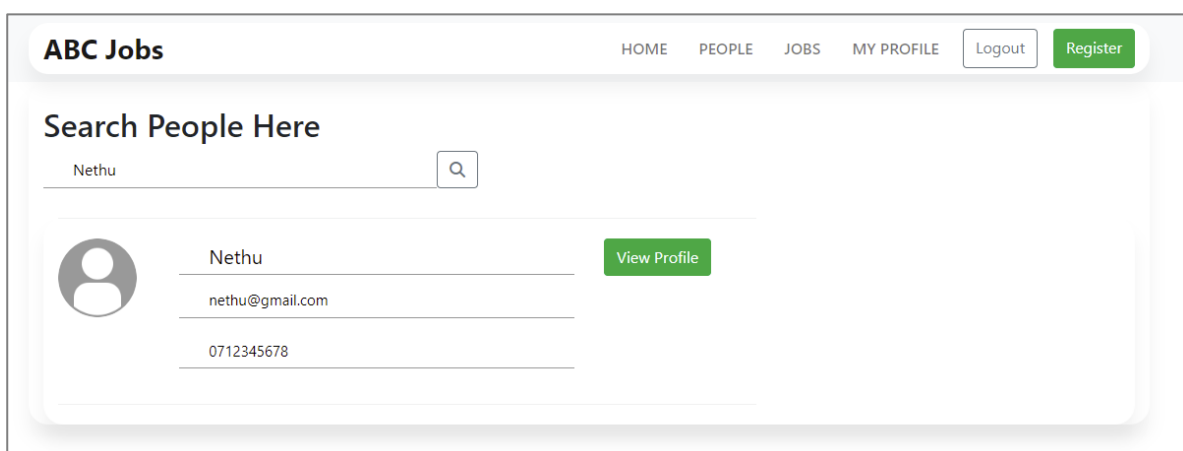 ABC Jobs HOME PEOPLE JOBS MY PROFILE Logout Register
Search People Here
Nethu
Nethu View Profile
nethu@gmail.com
0712345678